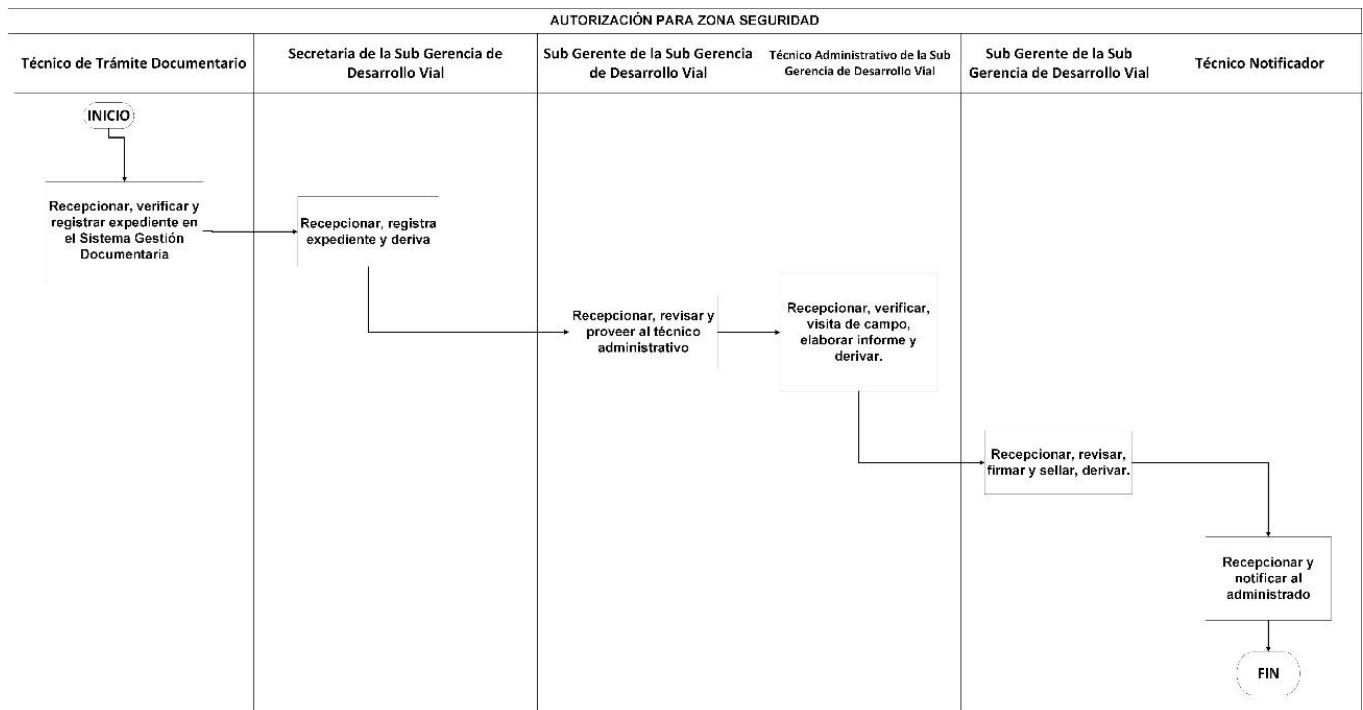 AUTORIZACIÓN PARA ZONA SEGURIDAD
Técnico de Trámite Documentario
Secretaria de la Sub Gerencia de
Desarrollo Vial
Sub Gerente de la Sub Gerencia
de Desarrollo Vial
Técnico Administrativo de la Sub
Gerencia de Desarrollo Vial
Sub Gerente de la Sub
Gerencia de Desarrollo Vial
Técnico Notificador
INICIO
Recepcionar, verificar y
registrar expediente en
el Sistema Gestión
Documentaria
Recepcionar, registra
expediente y deriva
Recepcionar, revisar y
proveer al técnico
administrativo
Recepcionar, verificar,
visita de campo,
elaborar informe y
derivar.
Recepcionar, revisar,
firmar y sellar, derivar.
Recepcionar y
notificar al
administrado
FIN